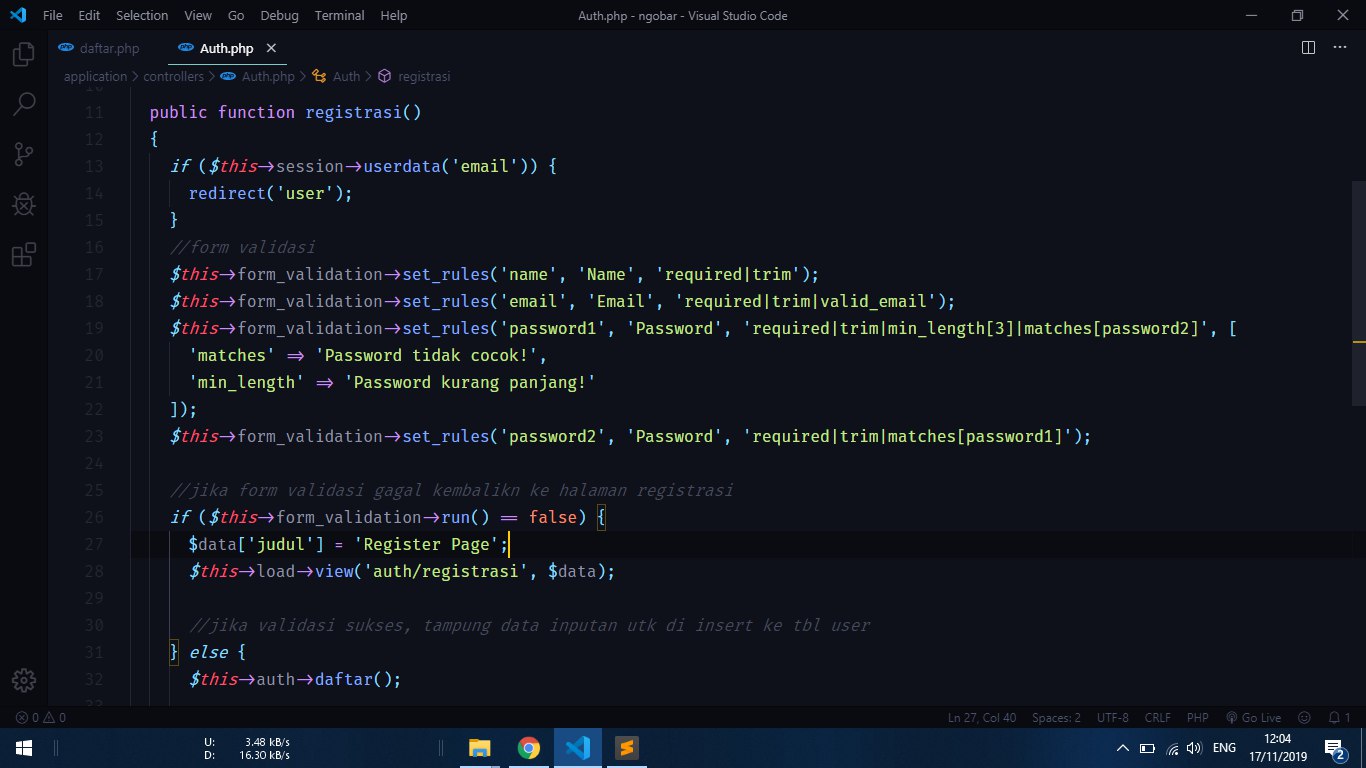 File Edit Selection View Go Debug Terminal Help Auth.php - ngobar - Visual Studio Code
daftar.php Auth.php
application > controllers > Auth.php > Auth > registrasi
10
11 public function registrasi()
12 {
13 if ($this->session->userdata('email')) {
14 redirect('user');
15 }
16 //form validasi
17 $this->form_validation->set_rules('name', 'Name', 'required|trim');
18 $this->form_validation->set_rules('email', 'Email', 'required|trim|valid_email');
19 $this->form_validation->set_rules('password1', 'Password', 'required|trim|min_length[3]|matches[password2]', [
20 'matches' => 'Password tidak cocok!',
21 'min_length' => 'Password kurang panjang!'
22 ]);
23 $this->form_validation->set_rules('password2', 'Password', 'required|trim|matches[password1]');
24
25 //jika form validasi gagal kembalikn ke halaman registrasi
26 if ($this->form_validation->run() == false) {
27 $data['judul'] = 'Register Page';
28 $this->load->view('auth/registrasi', $data);
29
30 //jika validasi sukses, tampung data inputan utk di insert ke tbl user
31 } else {
32 $this->auth->daftar();
33
0 0 Ln 27, Col 40 Spaces: 2 UTF-8 CRLF PHP Go Live 1
U: 3.48 kB/s
D: 16.30 kB/s
ENG
12:04
17/11/2019
2